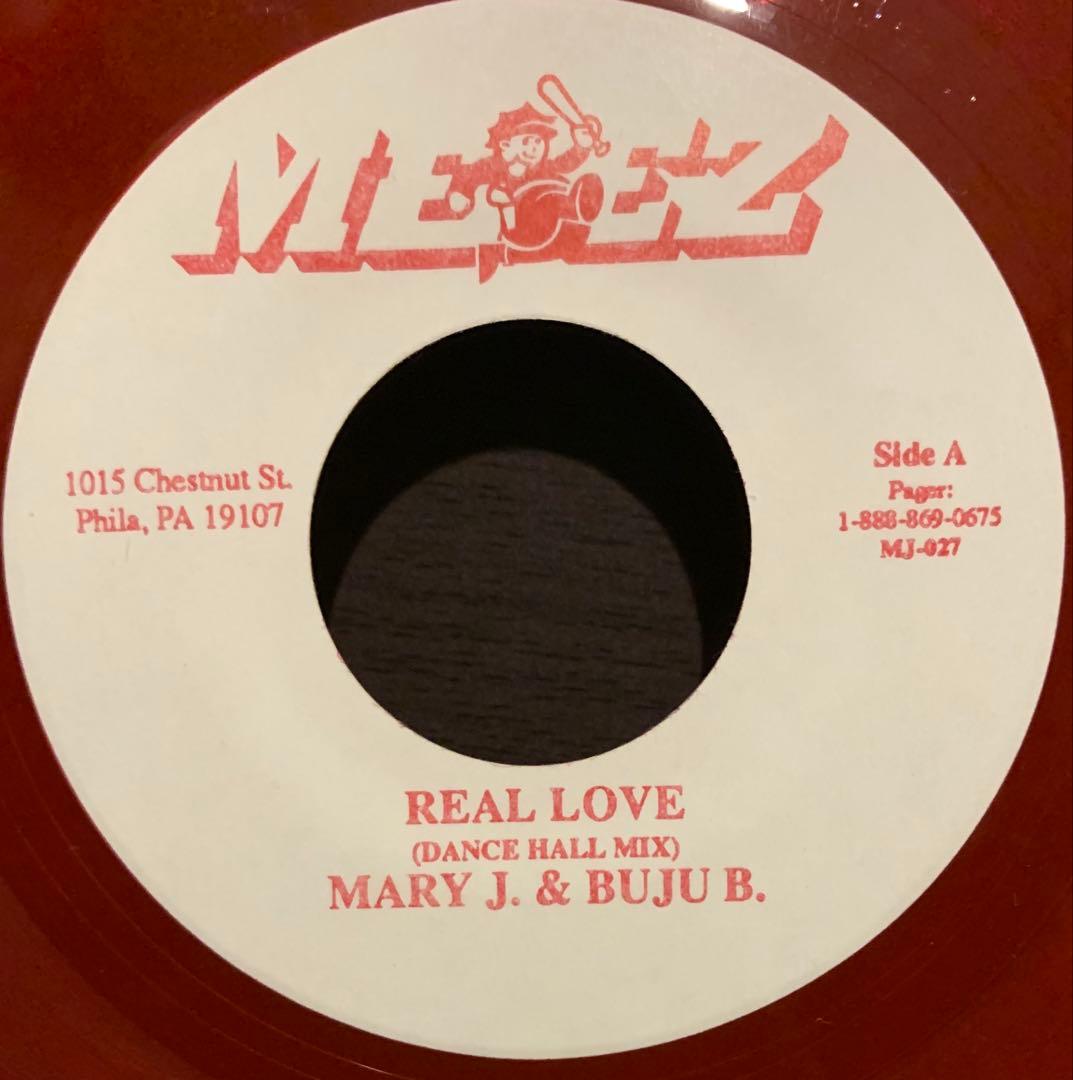 MEEZ
1015 Chestnut St.
Phila, PA 19107
Side A
Pager:
1-888-869-0675
MJ-027
REAL LOVE
(DANCE HALL MIX)
MARY J. & BUJU B.